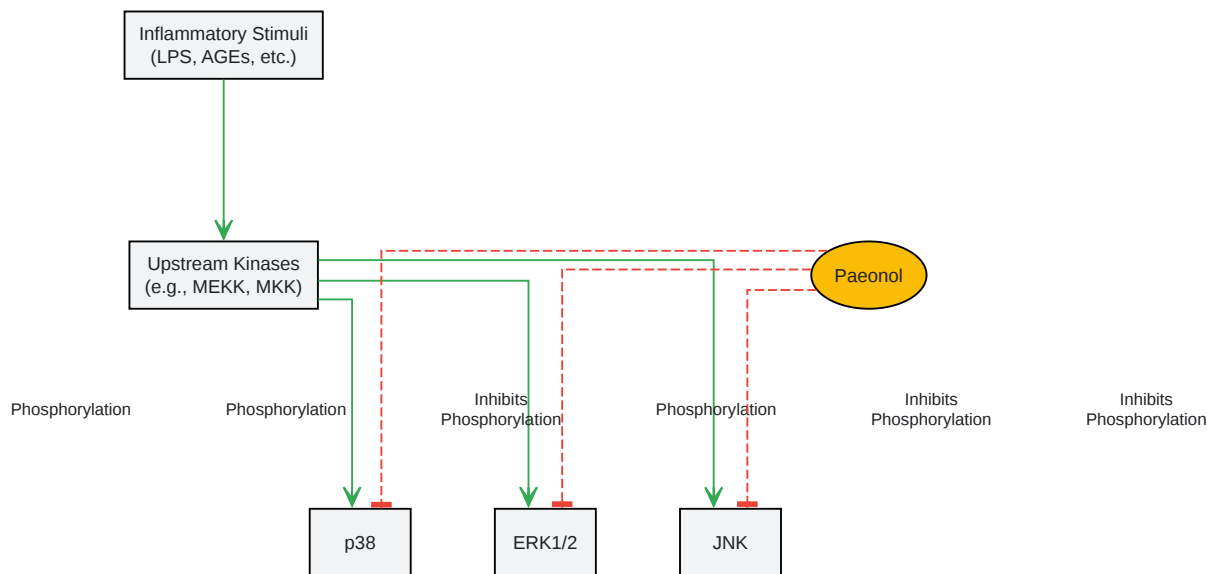 Inflammatory Stimuli
(LPS, AGEs, etc.)
Upstream Kinases
(e.g., MEKK, MKK)
Paeonol
Phosphorylation
Phosphorylation
Inhibits
Phosphorylation
Phosphorylation
Inhibits
Phosphorylation
Inhibits
Phosphorylation
p38
ERK1/2
JNK